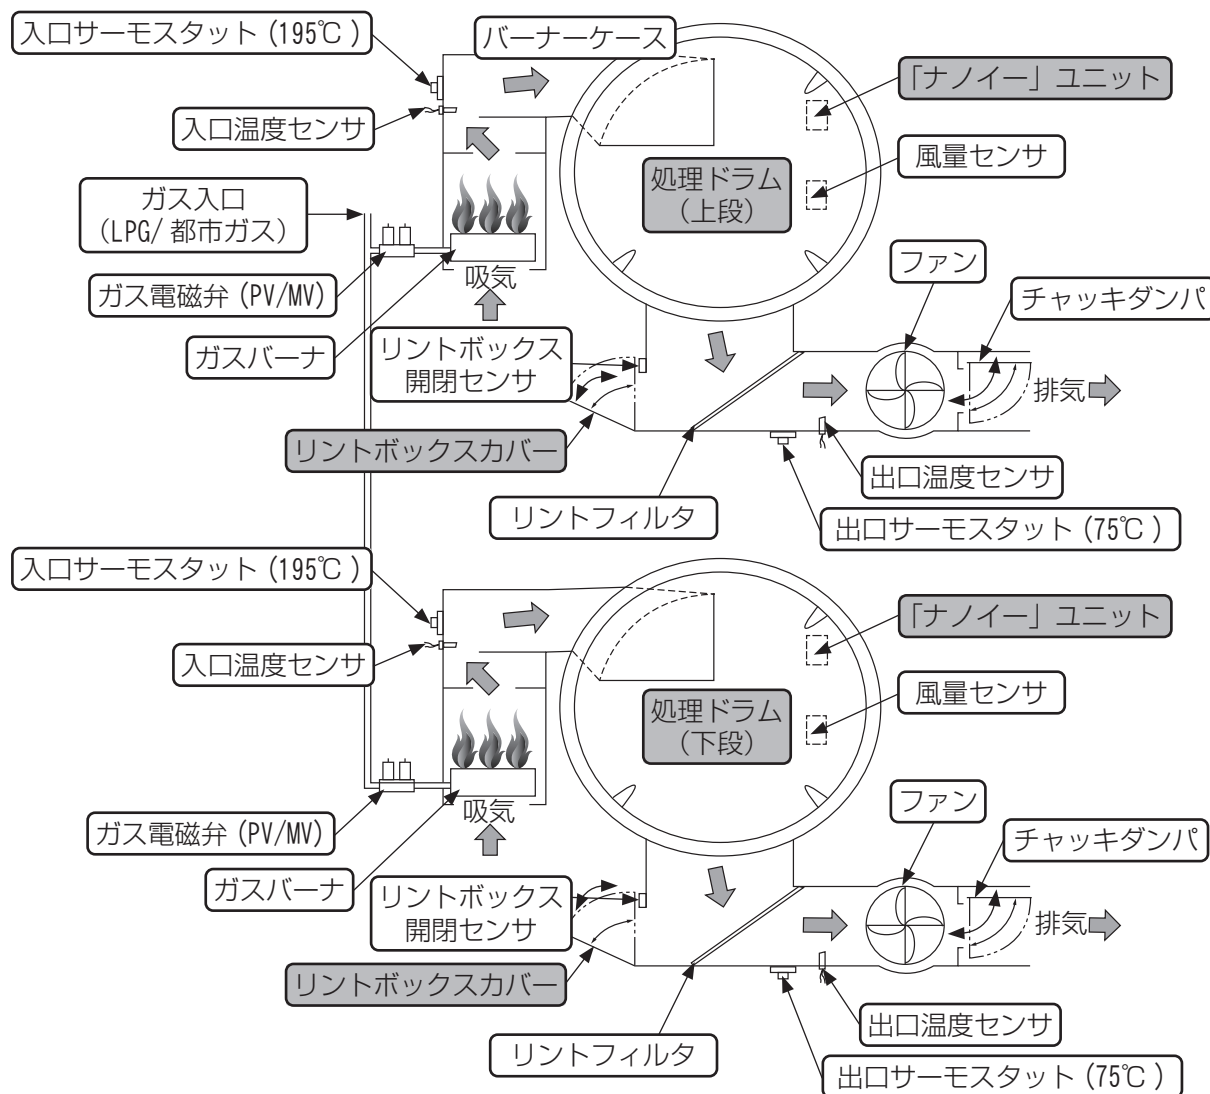 入口サーモスタット (195℃ )
バーナーケース
「ナノイー」ユニット
入口温度センサ
風量センサ
処理ドラム
（上段）
ガス入口
（LPG/ 都市ガス）
ファン
吸気
ガス電磁弁 (PV/MV)
チャッキダンパ
ガスバーナ
リントボックス
開閉センサ
排気
リントボックスカバー
出口温度センサ
リントフィルタ
出口サーモスタット (75℃ )
入口サーモスタット (195℃ )
「ナノイー」ユニット
入口温度センサ
風量センサ
処理ドラム
（下段）
ファン
吸気
ガス電磁弁 (PV/MV)
チャッキダンパ
ガスバーナ
リントボックス
開閉センサ
排気
リントボックスカバー
出口温度センサ
リントフィルタ
出口サーモスタット (75℃ )